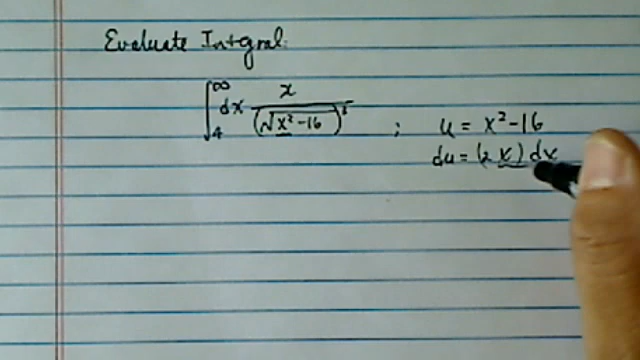 Evaluate Integral:
∫₄^∞ dx x / (√x²-16)³ ; u = x²-16
du = (2x) dx